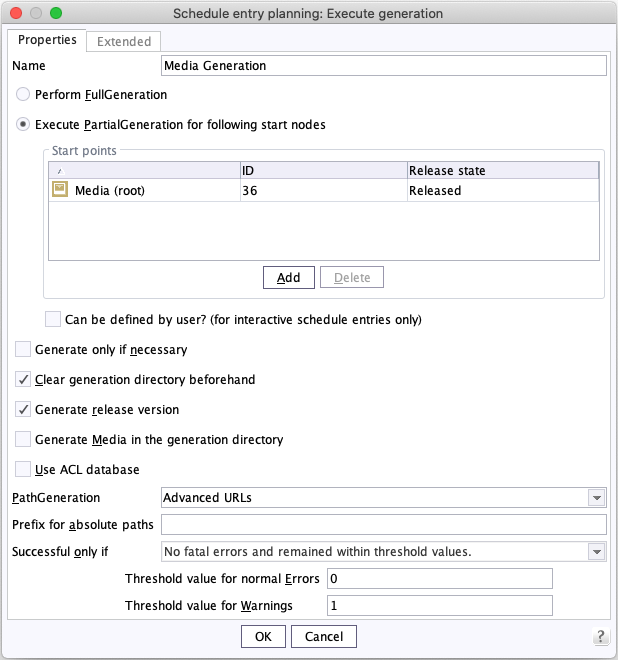 Schedule entry planning: Execute generation
Properties
Extended
Name
Media Generation
Perform FullGeneration
Execute PartialGeneration for following start nodes
Start points
ID
Release state
Media (root)
36
Released
Add
Delete
Can be defined by user? (for interactive schedule entries only)
Generate only if necessary
Clear generation directory beforehand
Generate release version
Generate Media in the generation directory
Use ACL database
PathGeneration
Advanced URLs
Prefix for absolute paths
Successful only if
No fatal errors and remained within threshold values.
Threshold value for normal Errors
0
Threshold value for Warnings
1
OK
Cancel
?